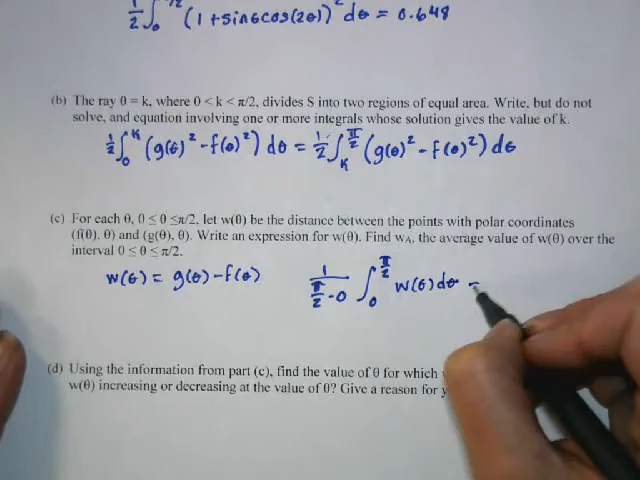 1/2 ∫₀ π/2 (1 + sinθcos(2θ))² dθ = 0.648
(b) The ray θ = k, where 0 < k < π/2, divides S into two regions of equal area. Write, but do not
solve, and equation involving one or more integrals whose solution gives the value of k.
1/2 ∫₀ᴷ (g(θ)² - f(θ)²) dθ = 1/2 ∫ₖ π/2 (g(θ)² - f(θ)²) dθ
(c) For each θ, 0 ≤ θ ≤π/2, let w(θ) be the distance between the points with polar coordinates
(f(θ), θ) and (g(θ), θ). Write an expression for w(θ). Find wA, the average value of w(θ) over the
interval 0 ≤ θ ≤ π/2.
w(θ) = g(θ) - f(θ) 1/(π/2 - 0) ∫₀ π/2 w(θ) dθ
(d) Using the information from part (c), find the value of θ for which
w(θ) increasing or decreasing at the value of θ? Give a reason for y